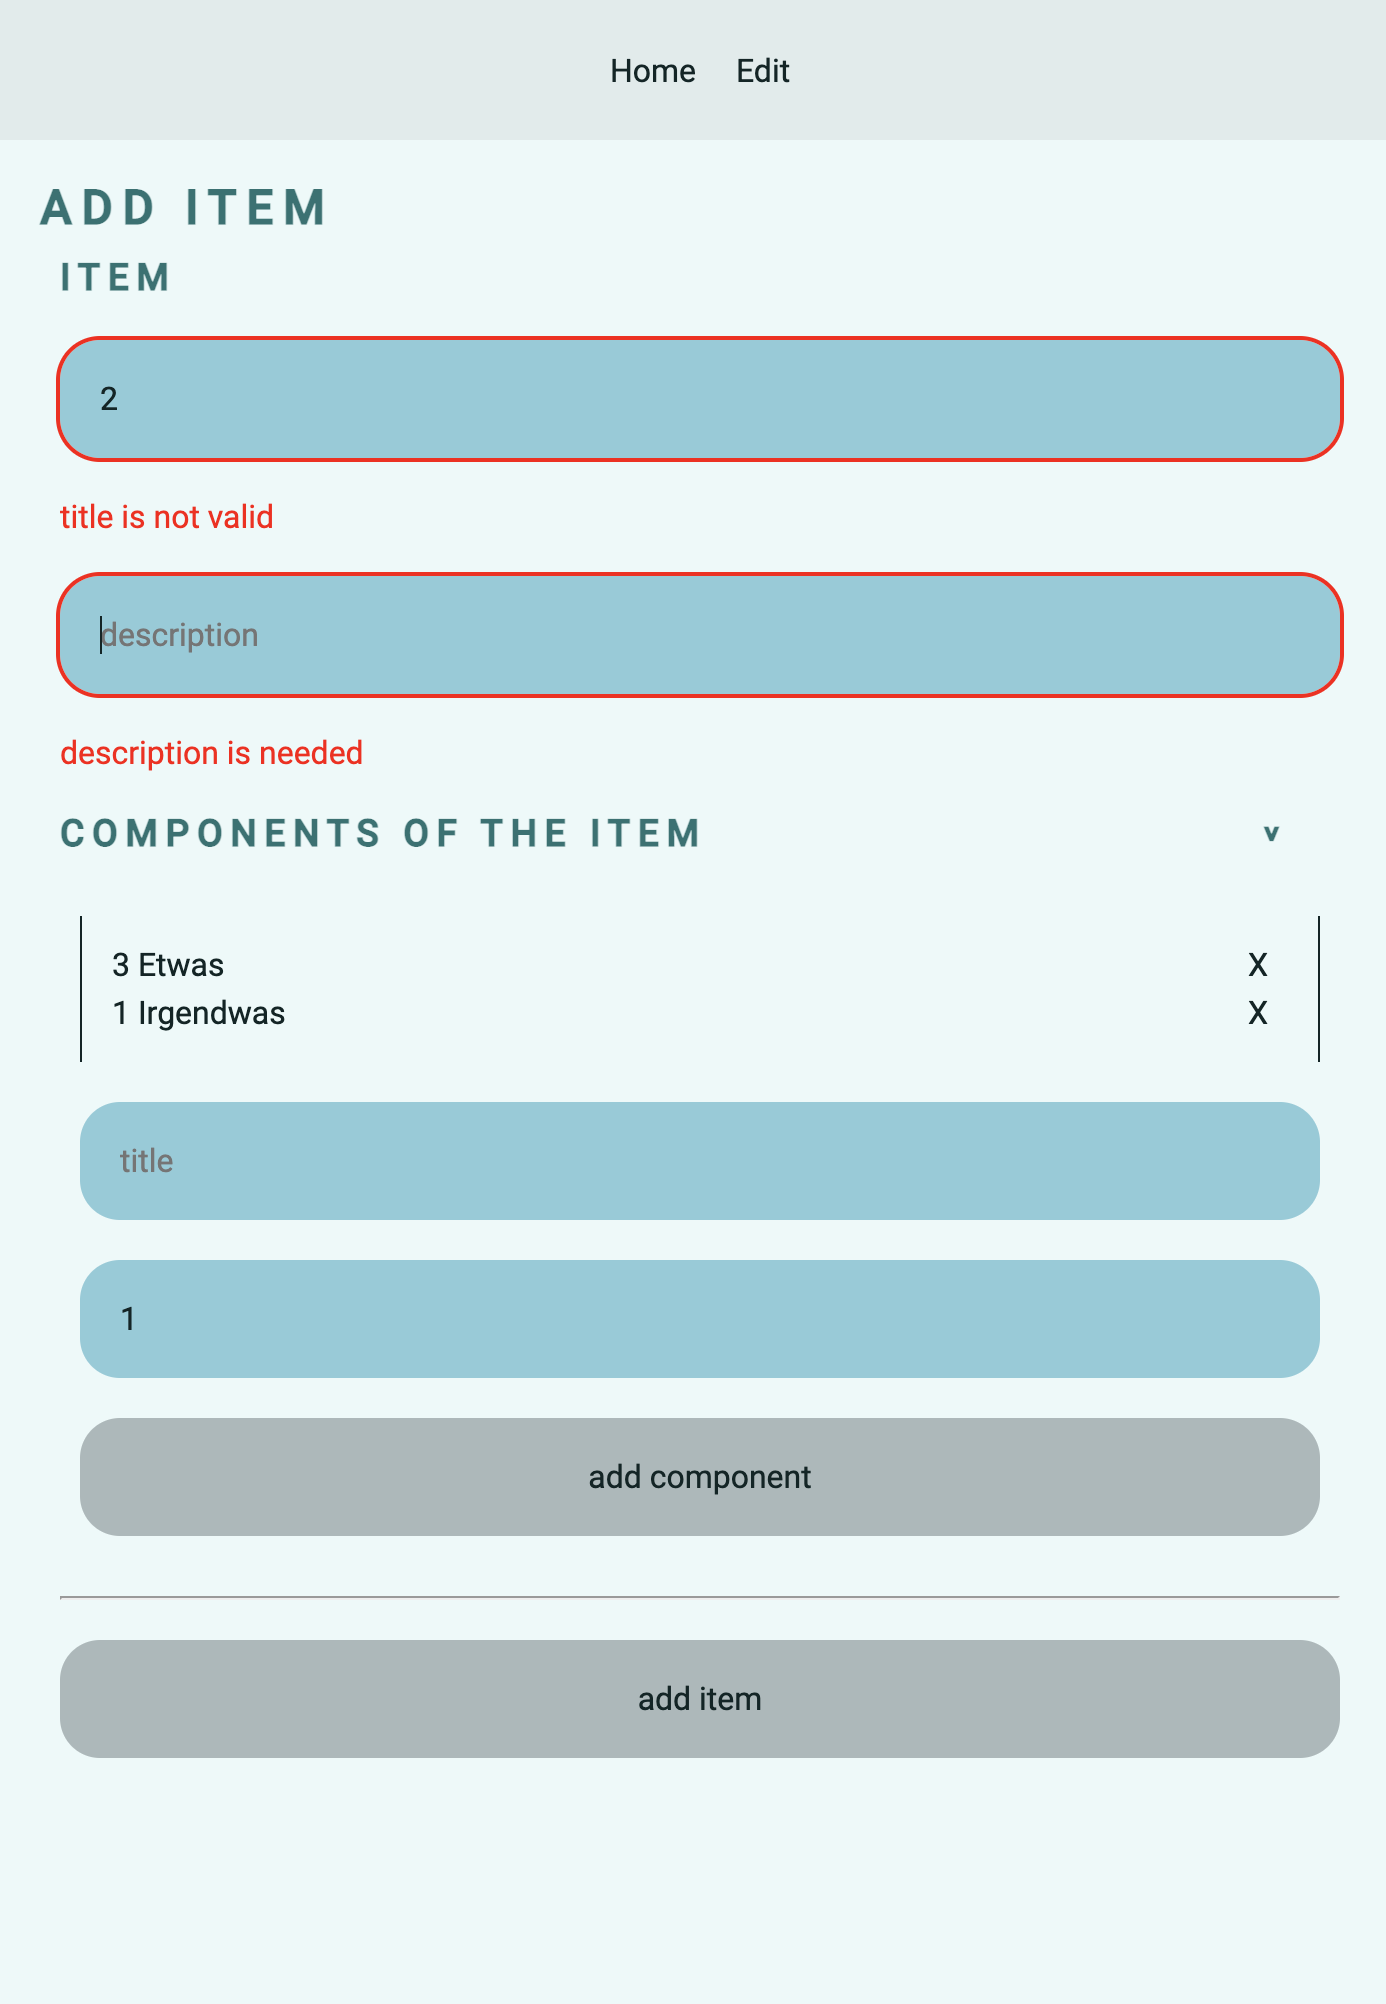 Home Edit
ADD ITEM
ITEM
2
title is not valid
description
description is needed
COMPONENTS OF THE ITEM v
3 Etwas X
1 Irgendwas X
title
1
add component
add item